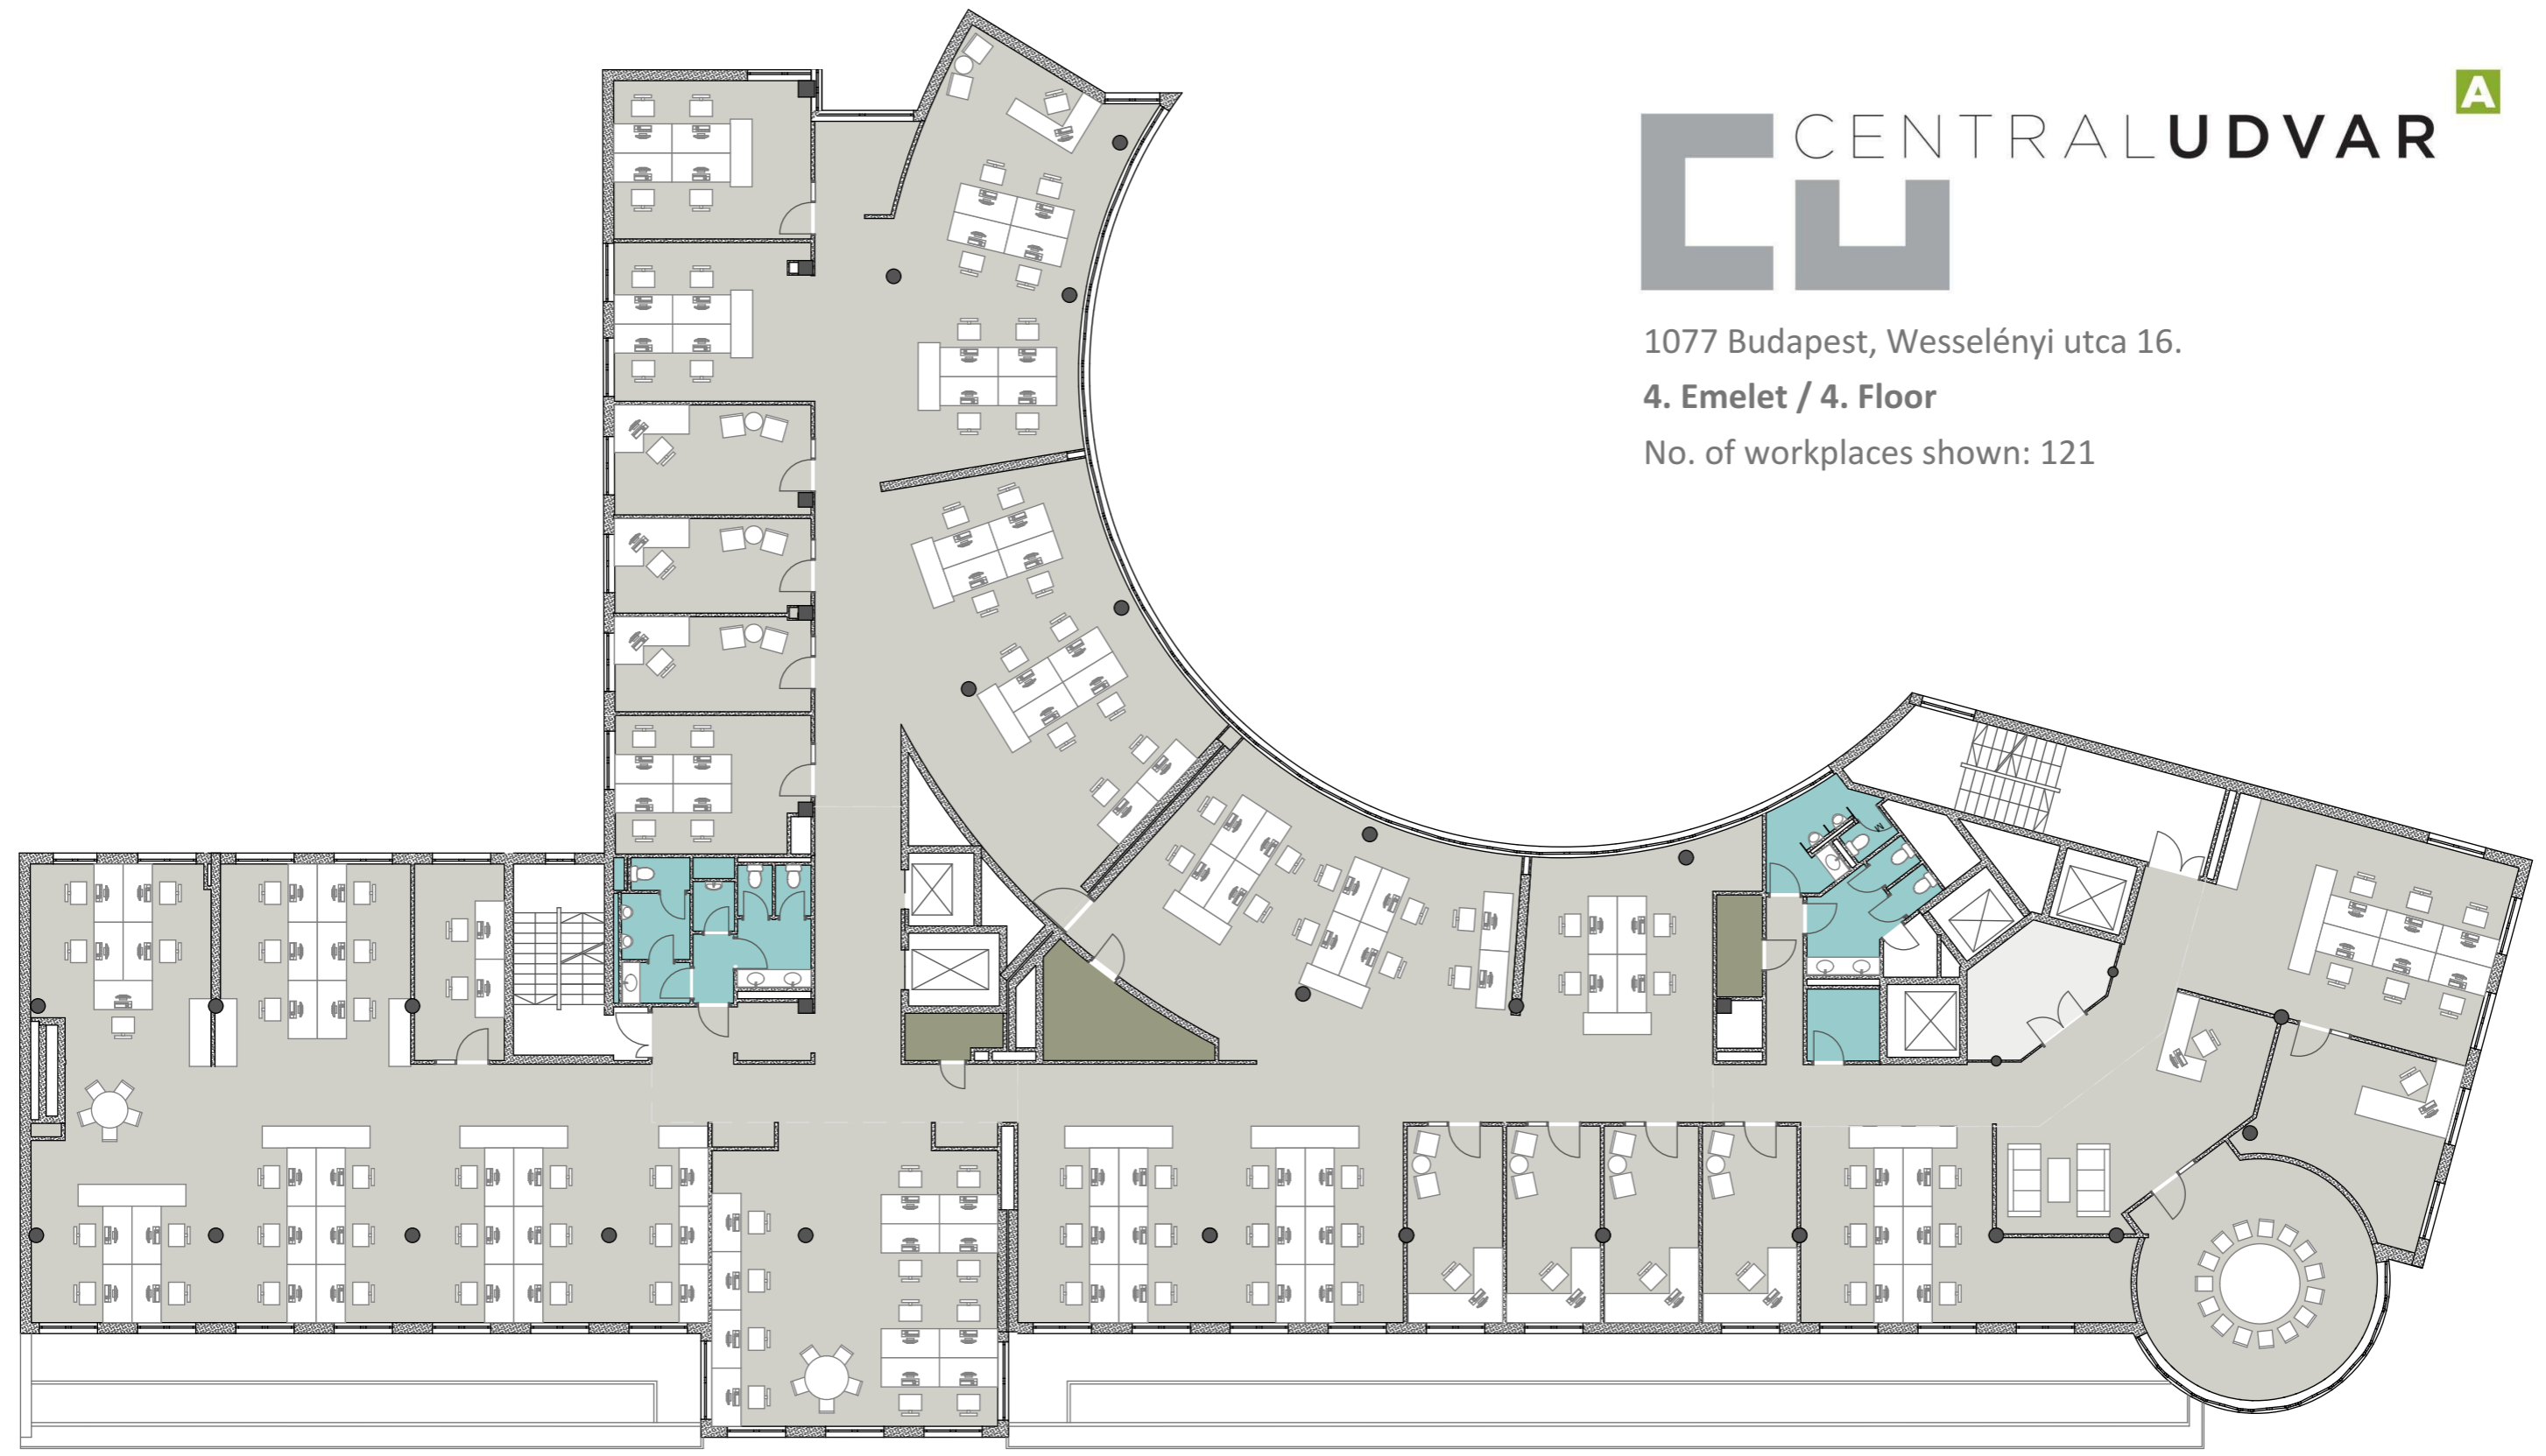 CENTRALUDVAR A
1077 Budapest, Wesselényi utca 16.
4. Emelet / 4. Floor
No. of workplaces shown: 121